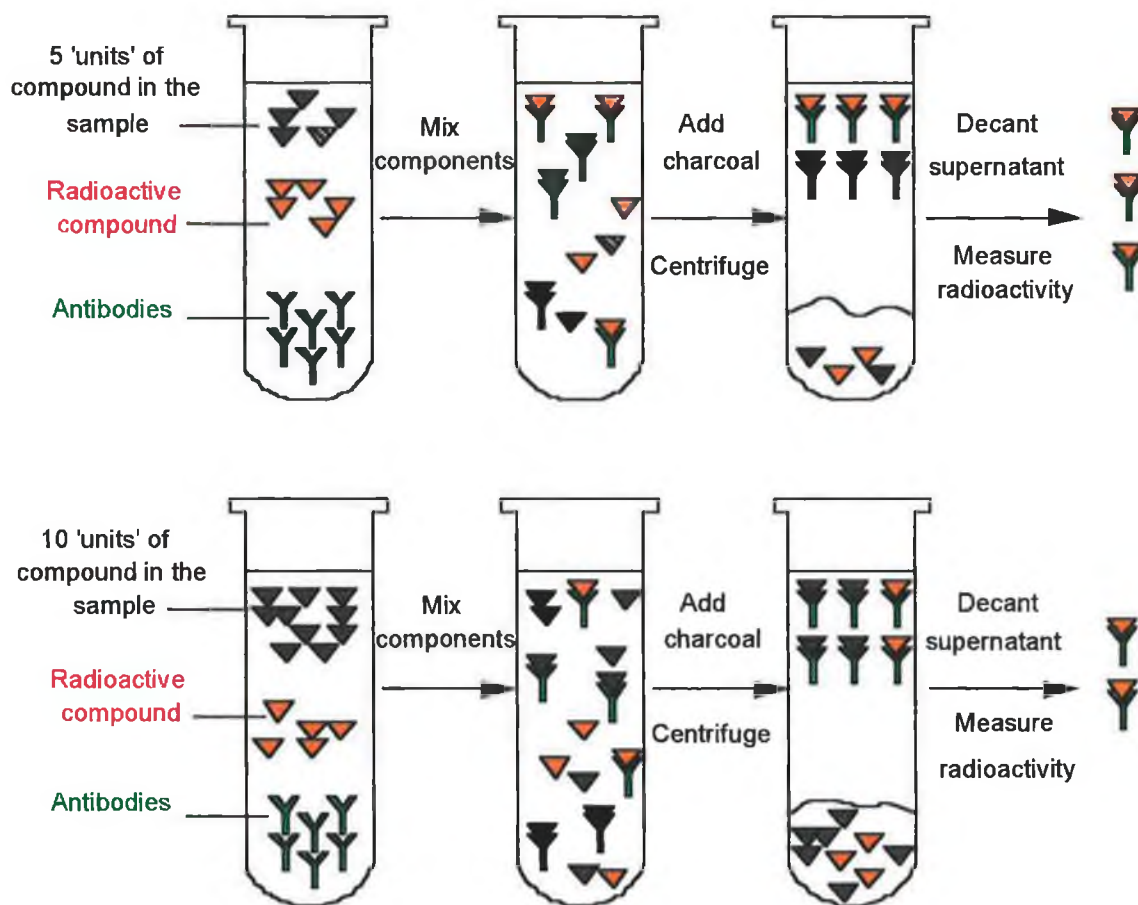 5 'units' of
compound in the
sample
Radioactive
compound
Antibodies
Mix
components
Add
charcoal
Centrifuge
Decant
supernatant
Measure
radioactivity
10 'units' of
compound in the
sample
Radioactive
compound
Antibodies
Mix
components
Add
charcoal
Centrifuge
Decant
supernatant
Measure
radioactivity